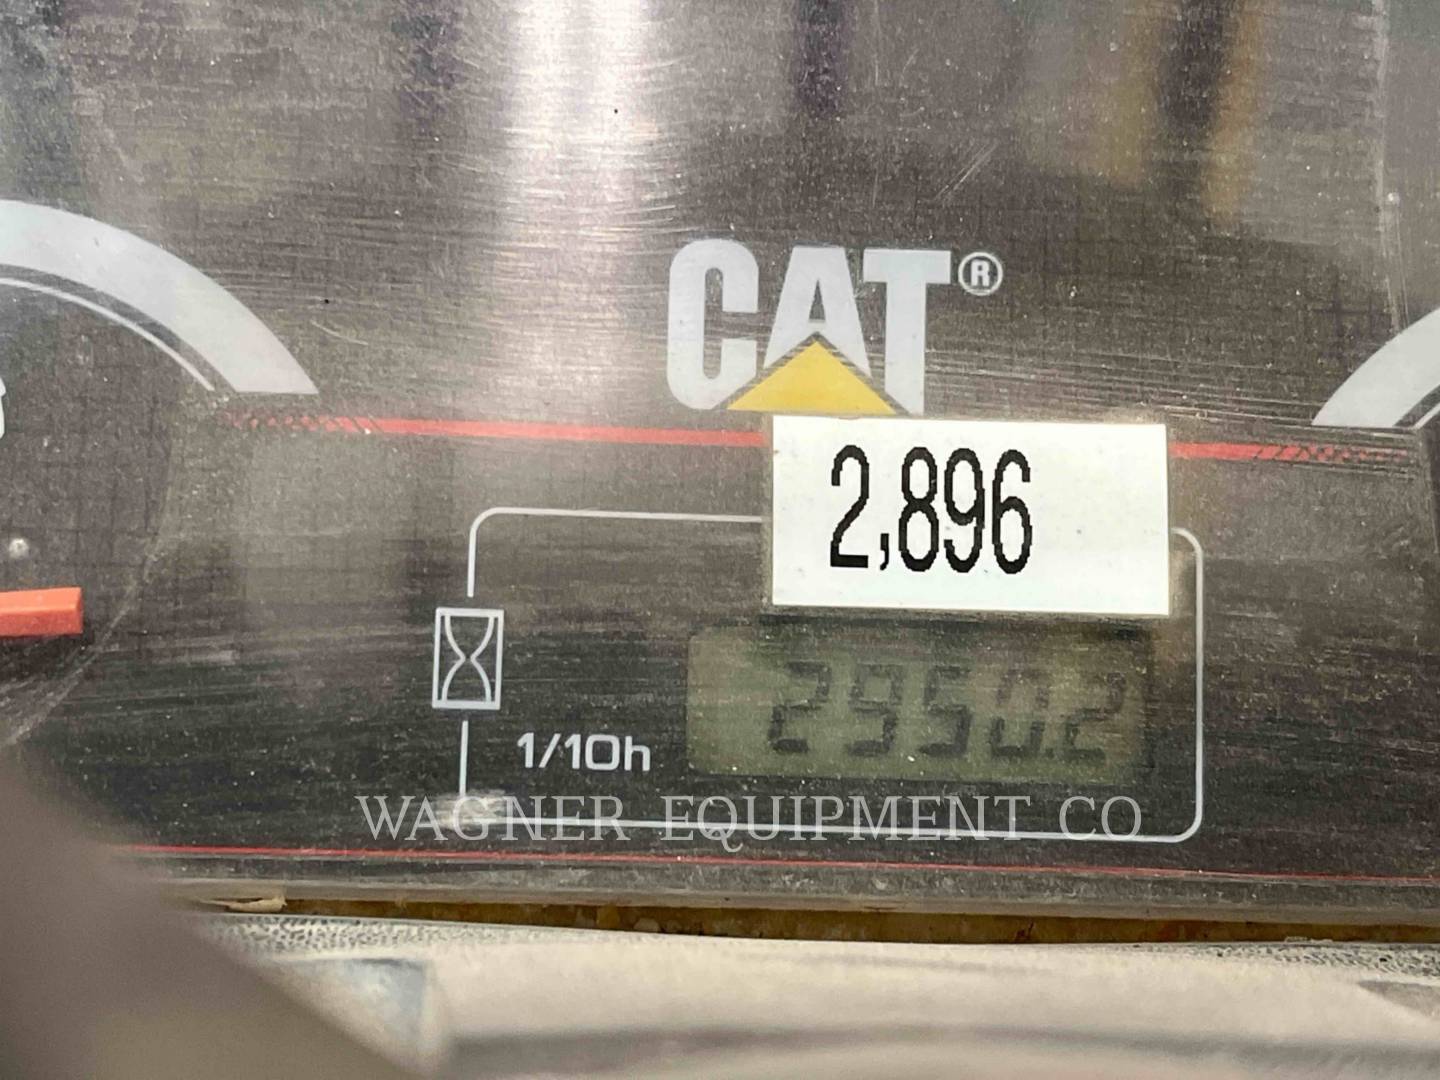 CAT®
2,896
2950.2
1/10h
WAGNER EQUIPMENT CO